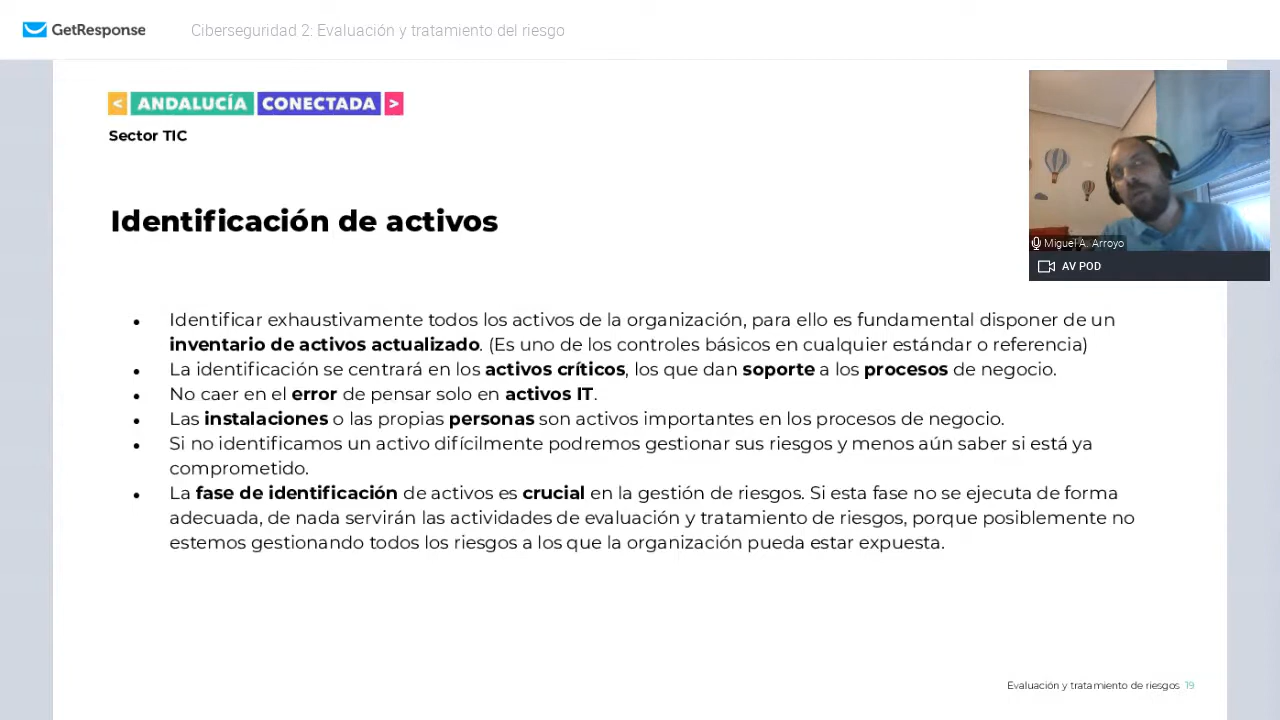 GetResponse
Ciberseguridad 2: Evaluación y tratamiento del riesgo
< ANDALUCÍA CONECTADA >
Sector TIC
Miguel A. Arroyo
AV POD
Identificación de activos
• Identificar exhaustivamente todos los activos de la organización, para ello es fundamental disponer de un
inventario de activos actualizado. (Es uno de los controles básicos en cualquier estándar o referencia)
• La identificación se centrará en los activos críticos, los que dan soporte a los procesos de negocio.
• No caer en el error de pensar solo en activos IT.
• Las instalaciones o las propias personas son activos importantes en los procesos de negocio.
• Si no identificamos un activo difícilmente podremos gestionar sus riesgos y menos aún saber si está ya
comprometido.
• La fase de identificación de activos es crucial en la gestión de riesgos. Si esta fase no se ejecuta de forma
adecuada, de nada servirán las actividades de evaluación y tratamiento de riesgos, porque posiblemente no
estemos gestionando todos los riesgos a los que la organización pueda estar expuesta.
Evaluación y tratamiento de riesgos 19